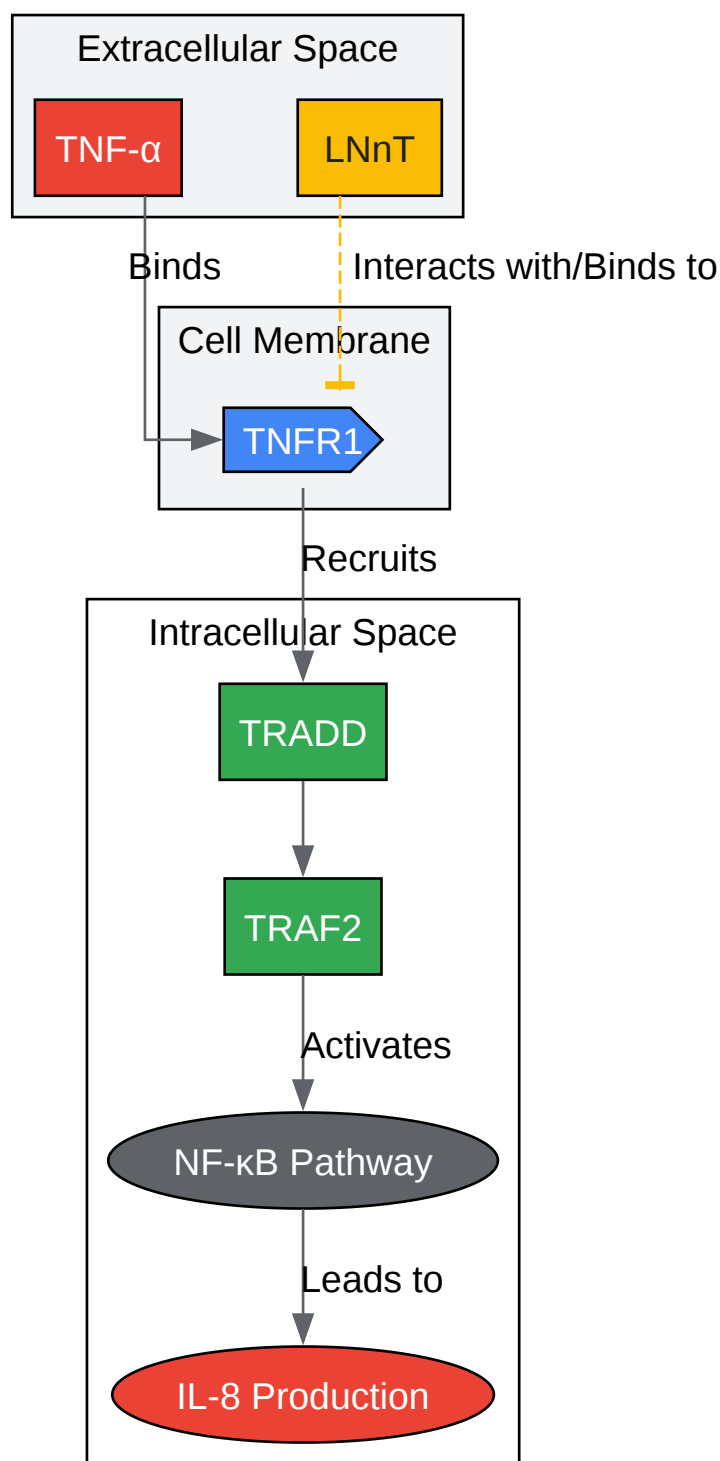 Extracellular Space
TNF-α
LNnT
Binds
Interacts with/Binds to
Cell Membrane
TNFR1
Recruits
Intracellular Space
TRADD
TRAF2
Activates
NF-κB Pathway
Leads to
IL-8 Production